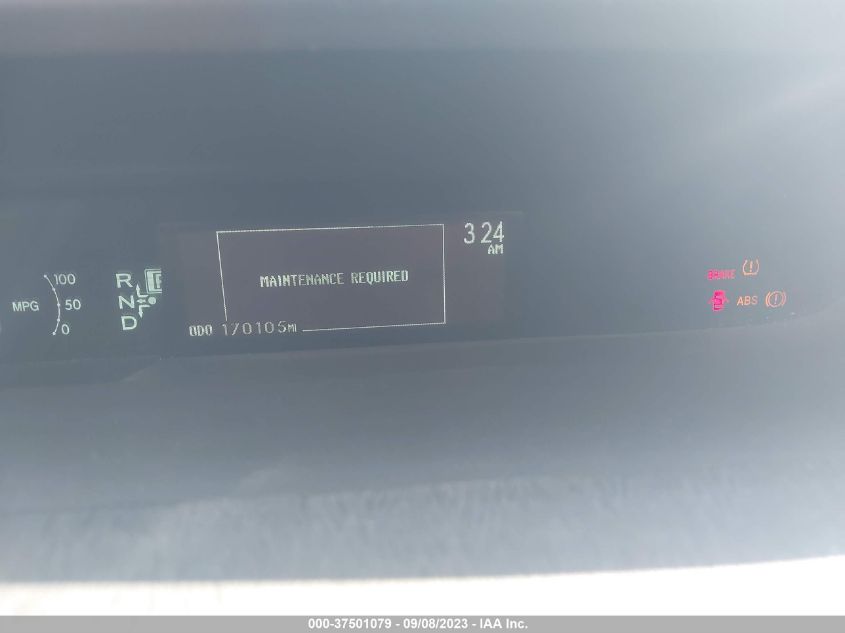 3:24
AM
100
MPG 50
0
R
N
D
P
MAINTENANCE REQUIRED
ODO 170105MI
BRAKE (!)
ABS (!)
000-37501079 - 09/08/2023 - IAA Inc.